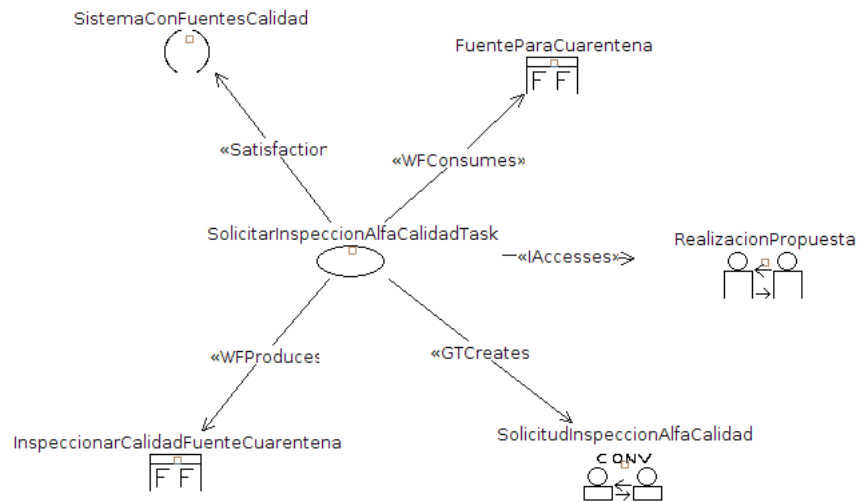 SistemaConFuentesCalidad
FuenteParaCuarentena
F F
«Satisfaction
«WFConsumes»
SolicitarInspeccionAlfaCalidadTask
RealizacionPropuesta
«IAccesses»
«WFProduces
«GTCreates
InspeccionarCalidadFuenteCuarentena
F F
SolicitudInspeccionAlfaCalidad
CONV